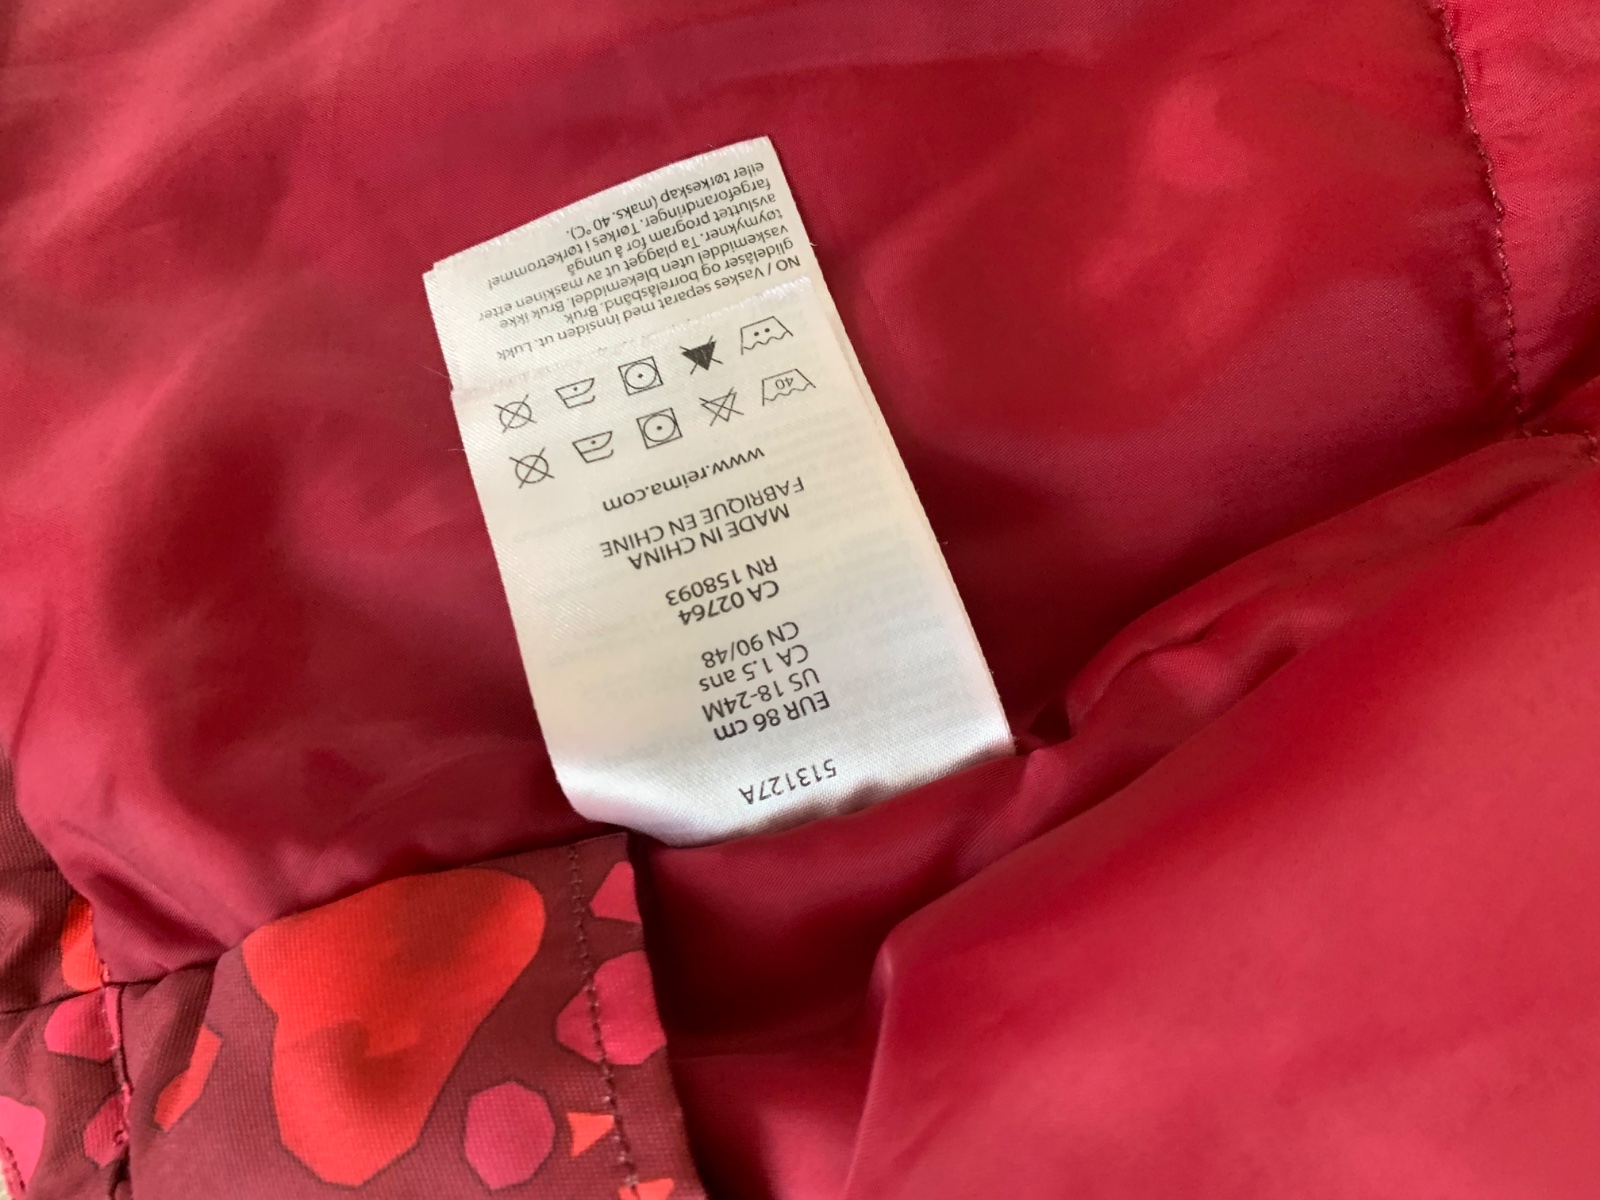 513127A
EUR 86 cm
US 18-24M
CA 1.5 ans
CN 90/48
CA 02764
RN 158093
MADE IN CHINA
FABRIQUE EN CHINE
www.reima.com
40
NO / Vaskes separat med innsiden ut. Lukk
glidelåser og borrelåsbånd. Bruk
vaskemiddel uten blekemiddel. Bruk ikke
tøymykner. Ta plagget ut av maskinen etter
avsluttet program for å unngå
fargeforandringer. Tørkes i tørketrommel
eller tørkeskap (maks. 40 °C).